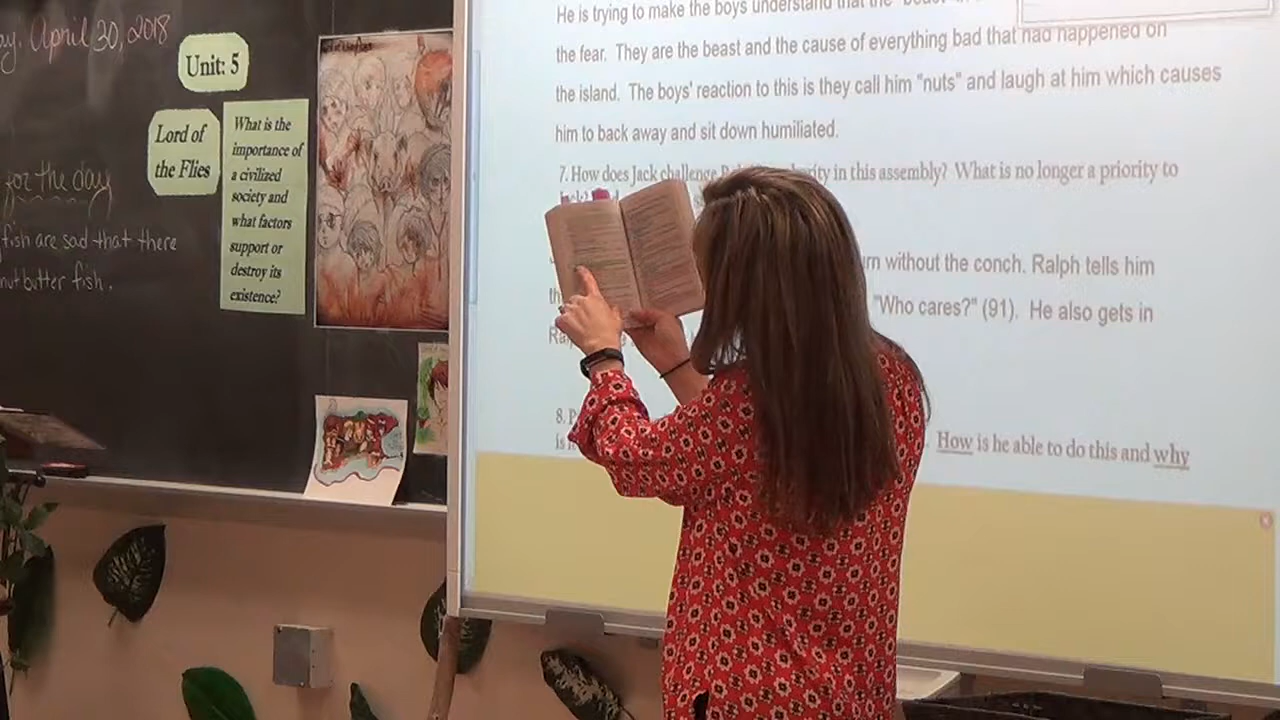 April 30, 2018
Unit: 5
Lord of
the Flies
What is the
importance of
a civilized
society and
what factors
support or
destroy its
existence?
for the day
fish are sad that there
butter fish.
He is trying to make the boys understand that the "beast"
the fear. They are the beast and the cause of everything bad that had happened on
the island. The boys' reaction to this is they call him "nuts" and laugh at him which causes
him to back away and sit down humiliated.
7. How does Jack challenge in this assembly? What is no longer a priority to
without the conch. Ralph tells him
"Who cares?" (91). He also gets in
8.
How is he able to do this and why